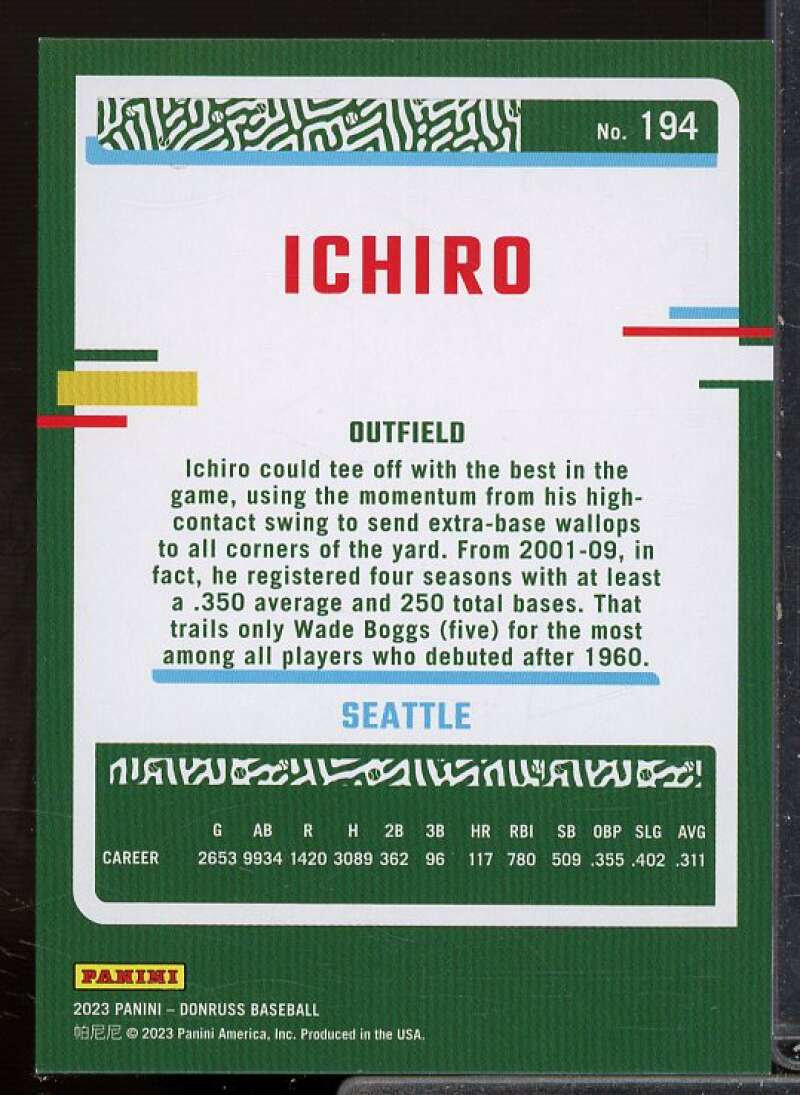 No. 194
ICHIRO
OUTFIELD
Ichiro could tee off with the best in the
game, using the momentum from his high-
contact swing to send extra-base wallops
to all corners of the yard. From 2001-09, in
fact, he registered four seasons with at least
a .350 average and 250 total bases. That
trails only Wade Boggs (five) for the most
among all players who debuted after 1960.
SEATTLE
G AB R H 2B 3B HR RBI SB OBP SLG AVG
CAREER 2653 9934 1420 3089 362 96 117 780 509 .355 .402 .311
PANINI
2023 PANINI – DONRUSS BASEBALL
帕尼尼 © 2023 Panini America, Inc. Produced in the USA.